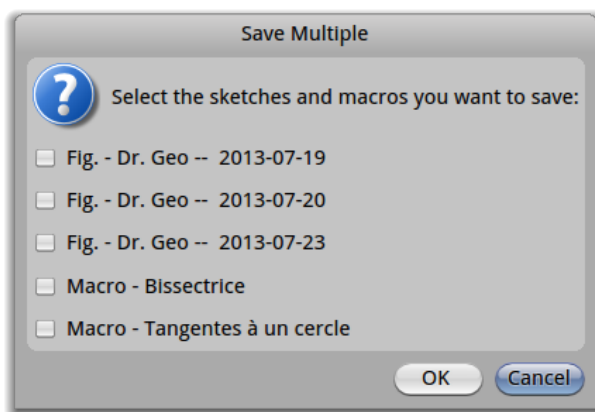 Save Multiple
Select the sketches and macros you want to save:
Fig. - Dr. Geo -- 2013-07-19
Fig. - Dr. Geo -- 2013-07-20
Fig. - Dr. Geo -- 2013-07-23
Macro - Bissectrice
Macro - Tangentes à un cercle
OK Cancel